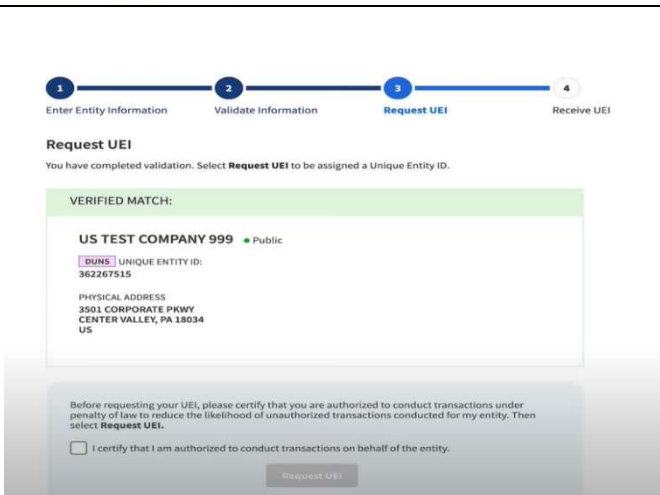 1 2 3 4
Enter Entity Information Validate Information Request UEI Receive UEI
Request UEI
You have completed validation. Select Request UEI to be assigned a Unique Entity ID.
VERIFIED MATCH:
US TEST COMPANY 999 • Public
DUNS UNIQUE ENTITY ID:
362267515
PHYSICAL ADDRESS
3501 CORPORATE PKWY
CENTER VALLEY, PA 18034
US
Before requesting your UEI, please certify that you are authorized to conduct transactions under
penalty of law to reduce the likelihood of unauthorized transactions conducted for my entity. Then
select Request UEI.
I certify that I am authorized to conduct transactions on behalf of the entity.
Request UEI